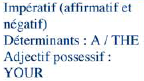 Impératif (affirmatif et
négatif)
Déterminants : A / THE
Adjectif possessif :
YOUR